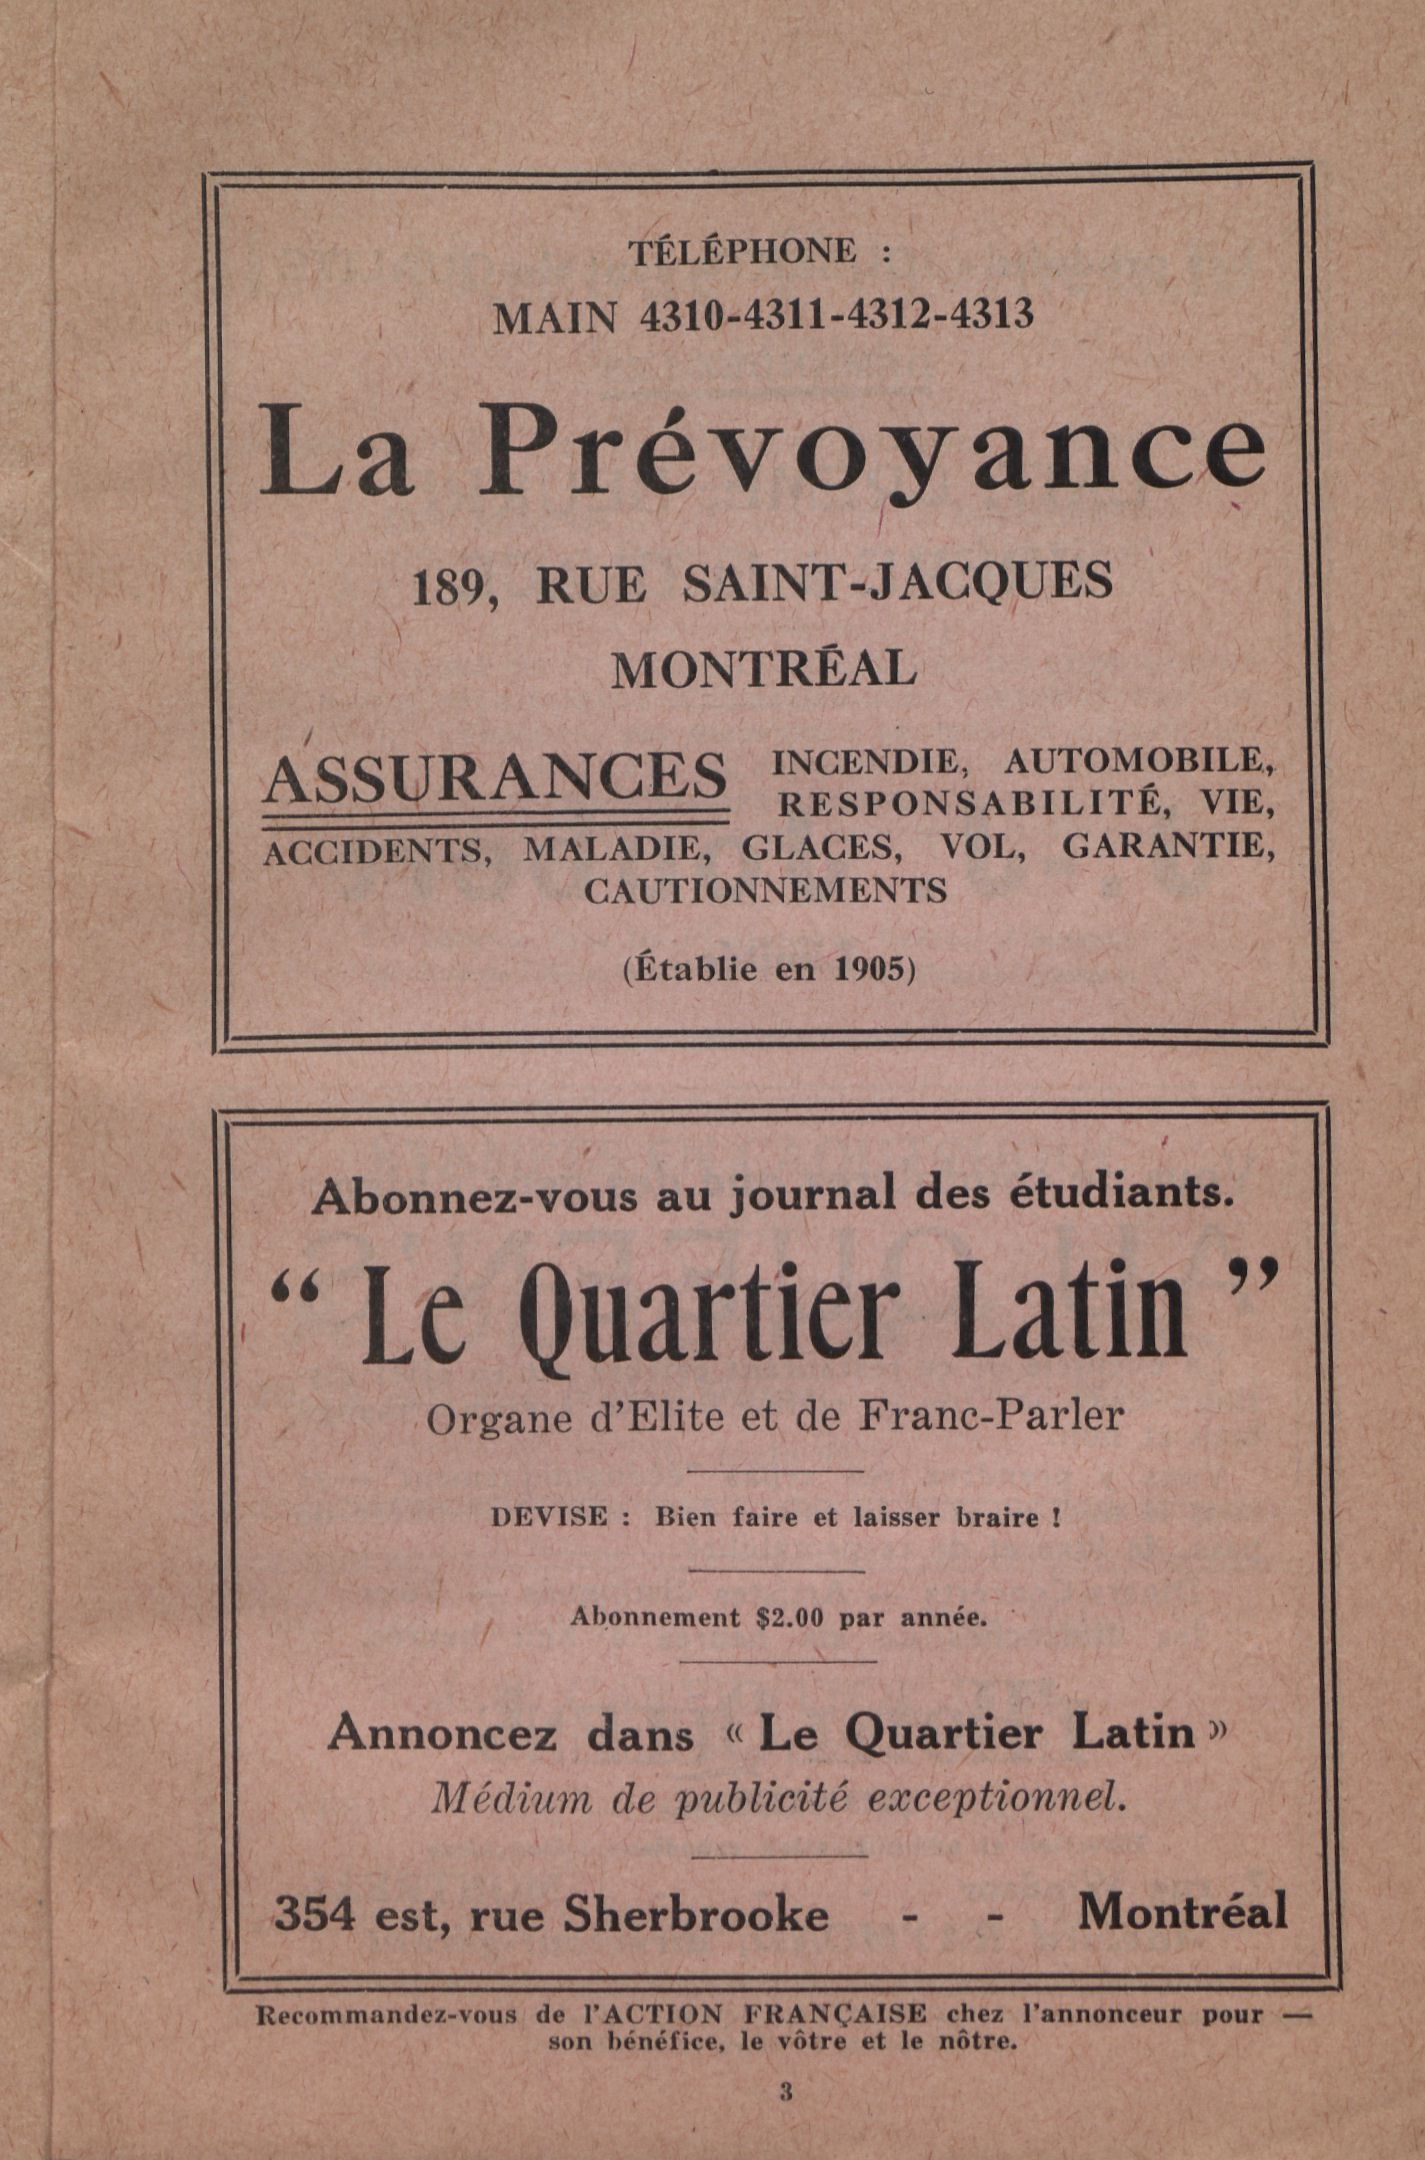 TÉLÉPHONE :
MAIN 4310-4311-4312-4313
La Prévoyance
189, RUE SAINT-JACQUES
MONTRÉAL
ASSURANCES INCENDIE, AUTOMOBILE,
RESPONSABILITÉ, VIE,
ACCIDENTS, MALADIE, GLACES, VOL, GARANTIE,
CAUTIONNEMENTS
(Établie en 1905)
Abonnez-vous au journal des étudiants.
“ Le Quartier Latin ”
Organe d'Elite et de Franc-Parler
DEVISE : Bien faire et laisser braire !
Abonnement $2.00 par année.
Annoncez dans « Le Quartier Latin »
Médium de publicité exceptionnel.
354 est, rue Sherbrooke - - Montréal
Recommandez-vous de l'ACTION FRANÇAISE chez l'annonceur pour —
son bénéfice, le vôtre et le nôtre.
3